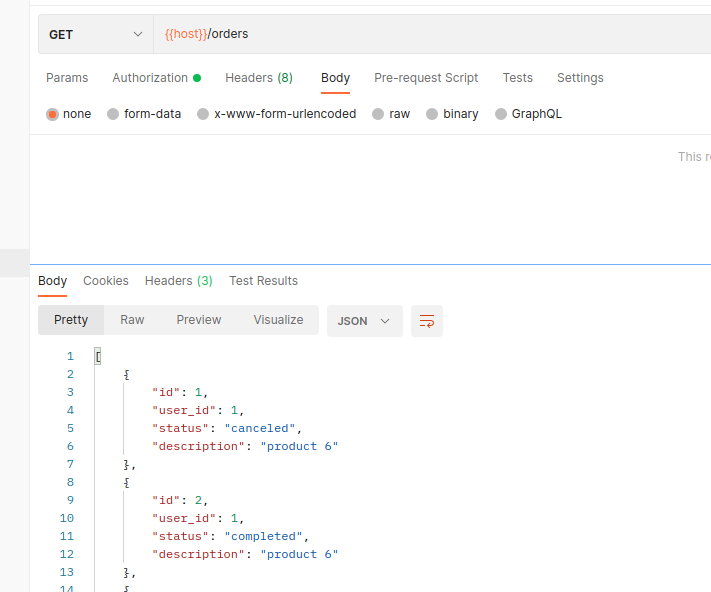 GET {{host}}/orders
Params Authorization Headers (8) Body Pre-request Script Tests Settings
none form-data x-www-form-urlencoded raw binary GraphQL
This r
Body Cookies Headers (3) Test Results
Pretty Raw Preview Visualize JSON
1 [
2 {
3 "id": 1,
4 "user_id": 1,
5 "status": "canceled",
6 "description": "product 6"
7 },
8 {
9 "id": 2,
10 "user_id": 1,
11 "status": "completed",
12 "description": "product 6"
13 },
14 {